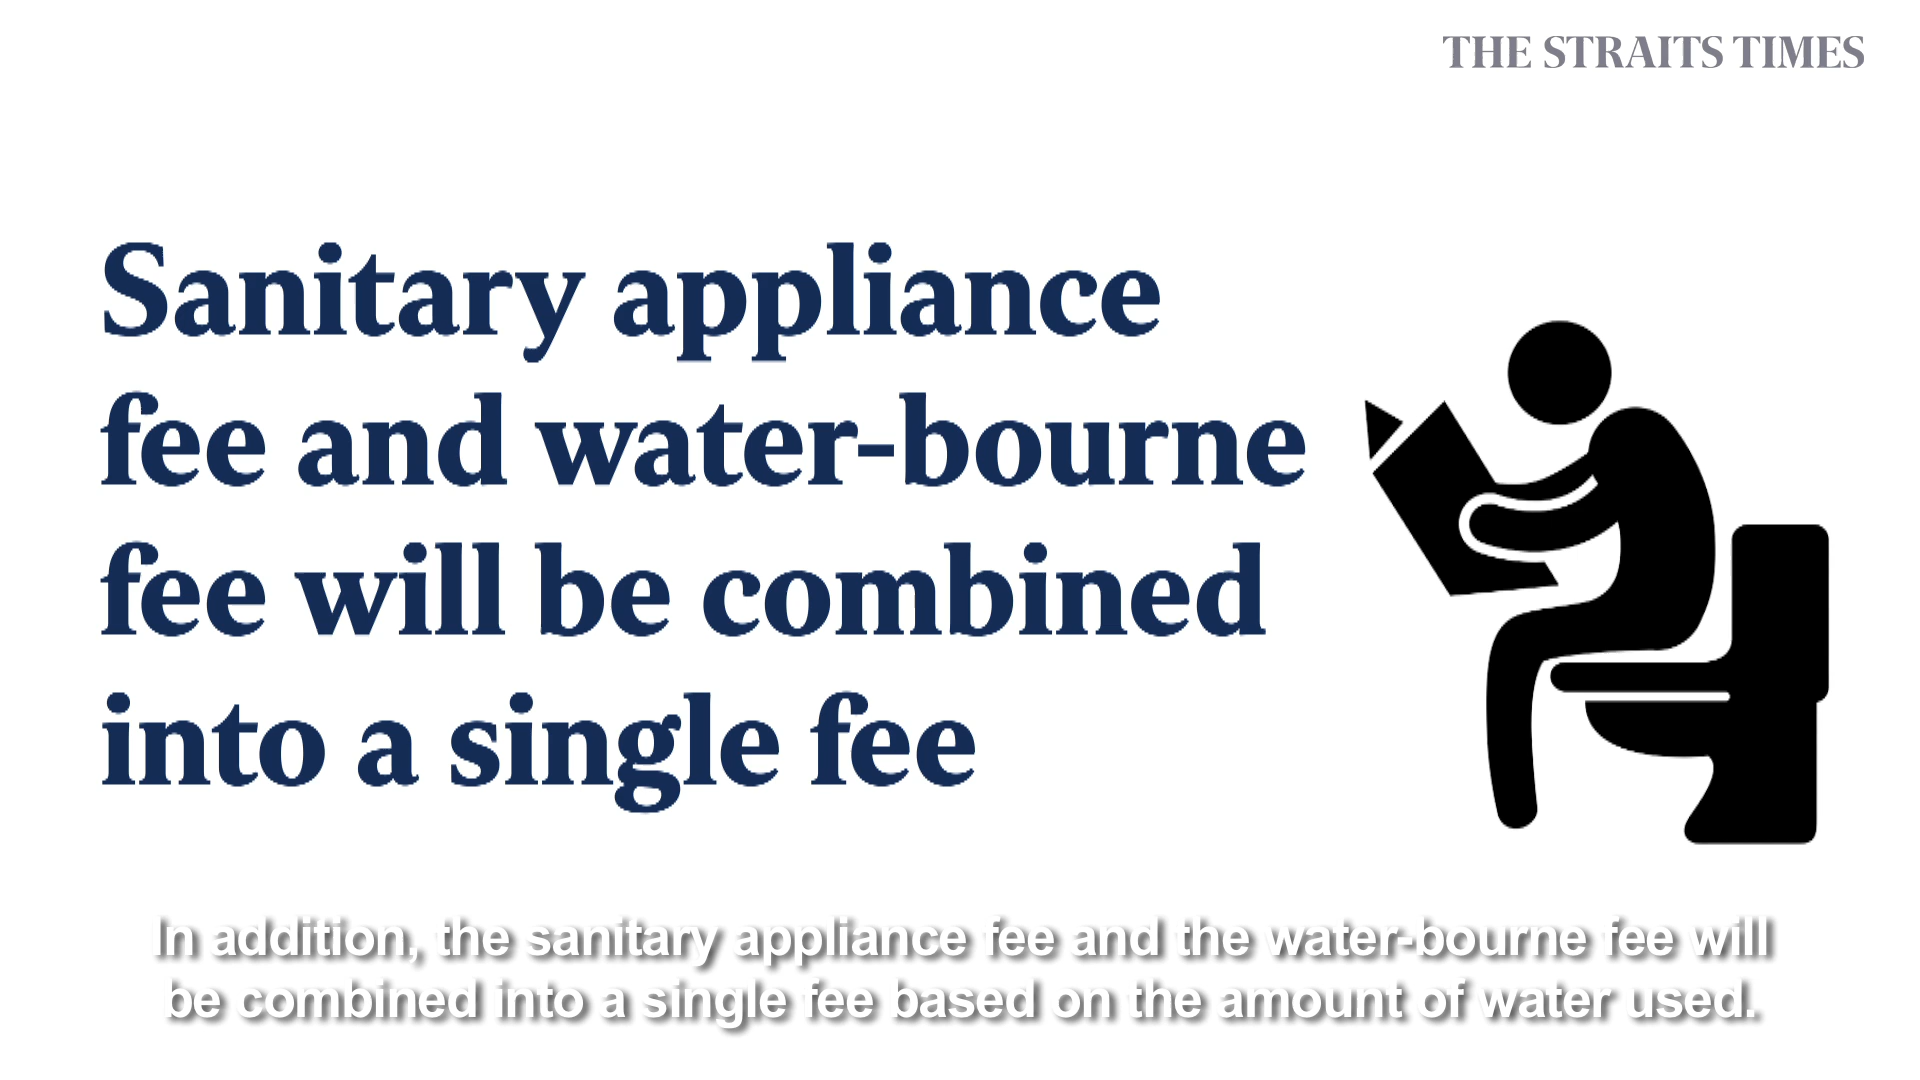 THE STRAITS TIMES
Sanitary appliance
fee and water-bourne
fee will be combined
into a single fee
In addition, the sanitary appliance fee and the water-bourne fee will
be combined into a single fee based on the amount of water used.